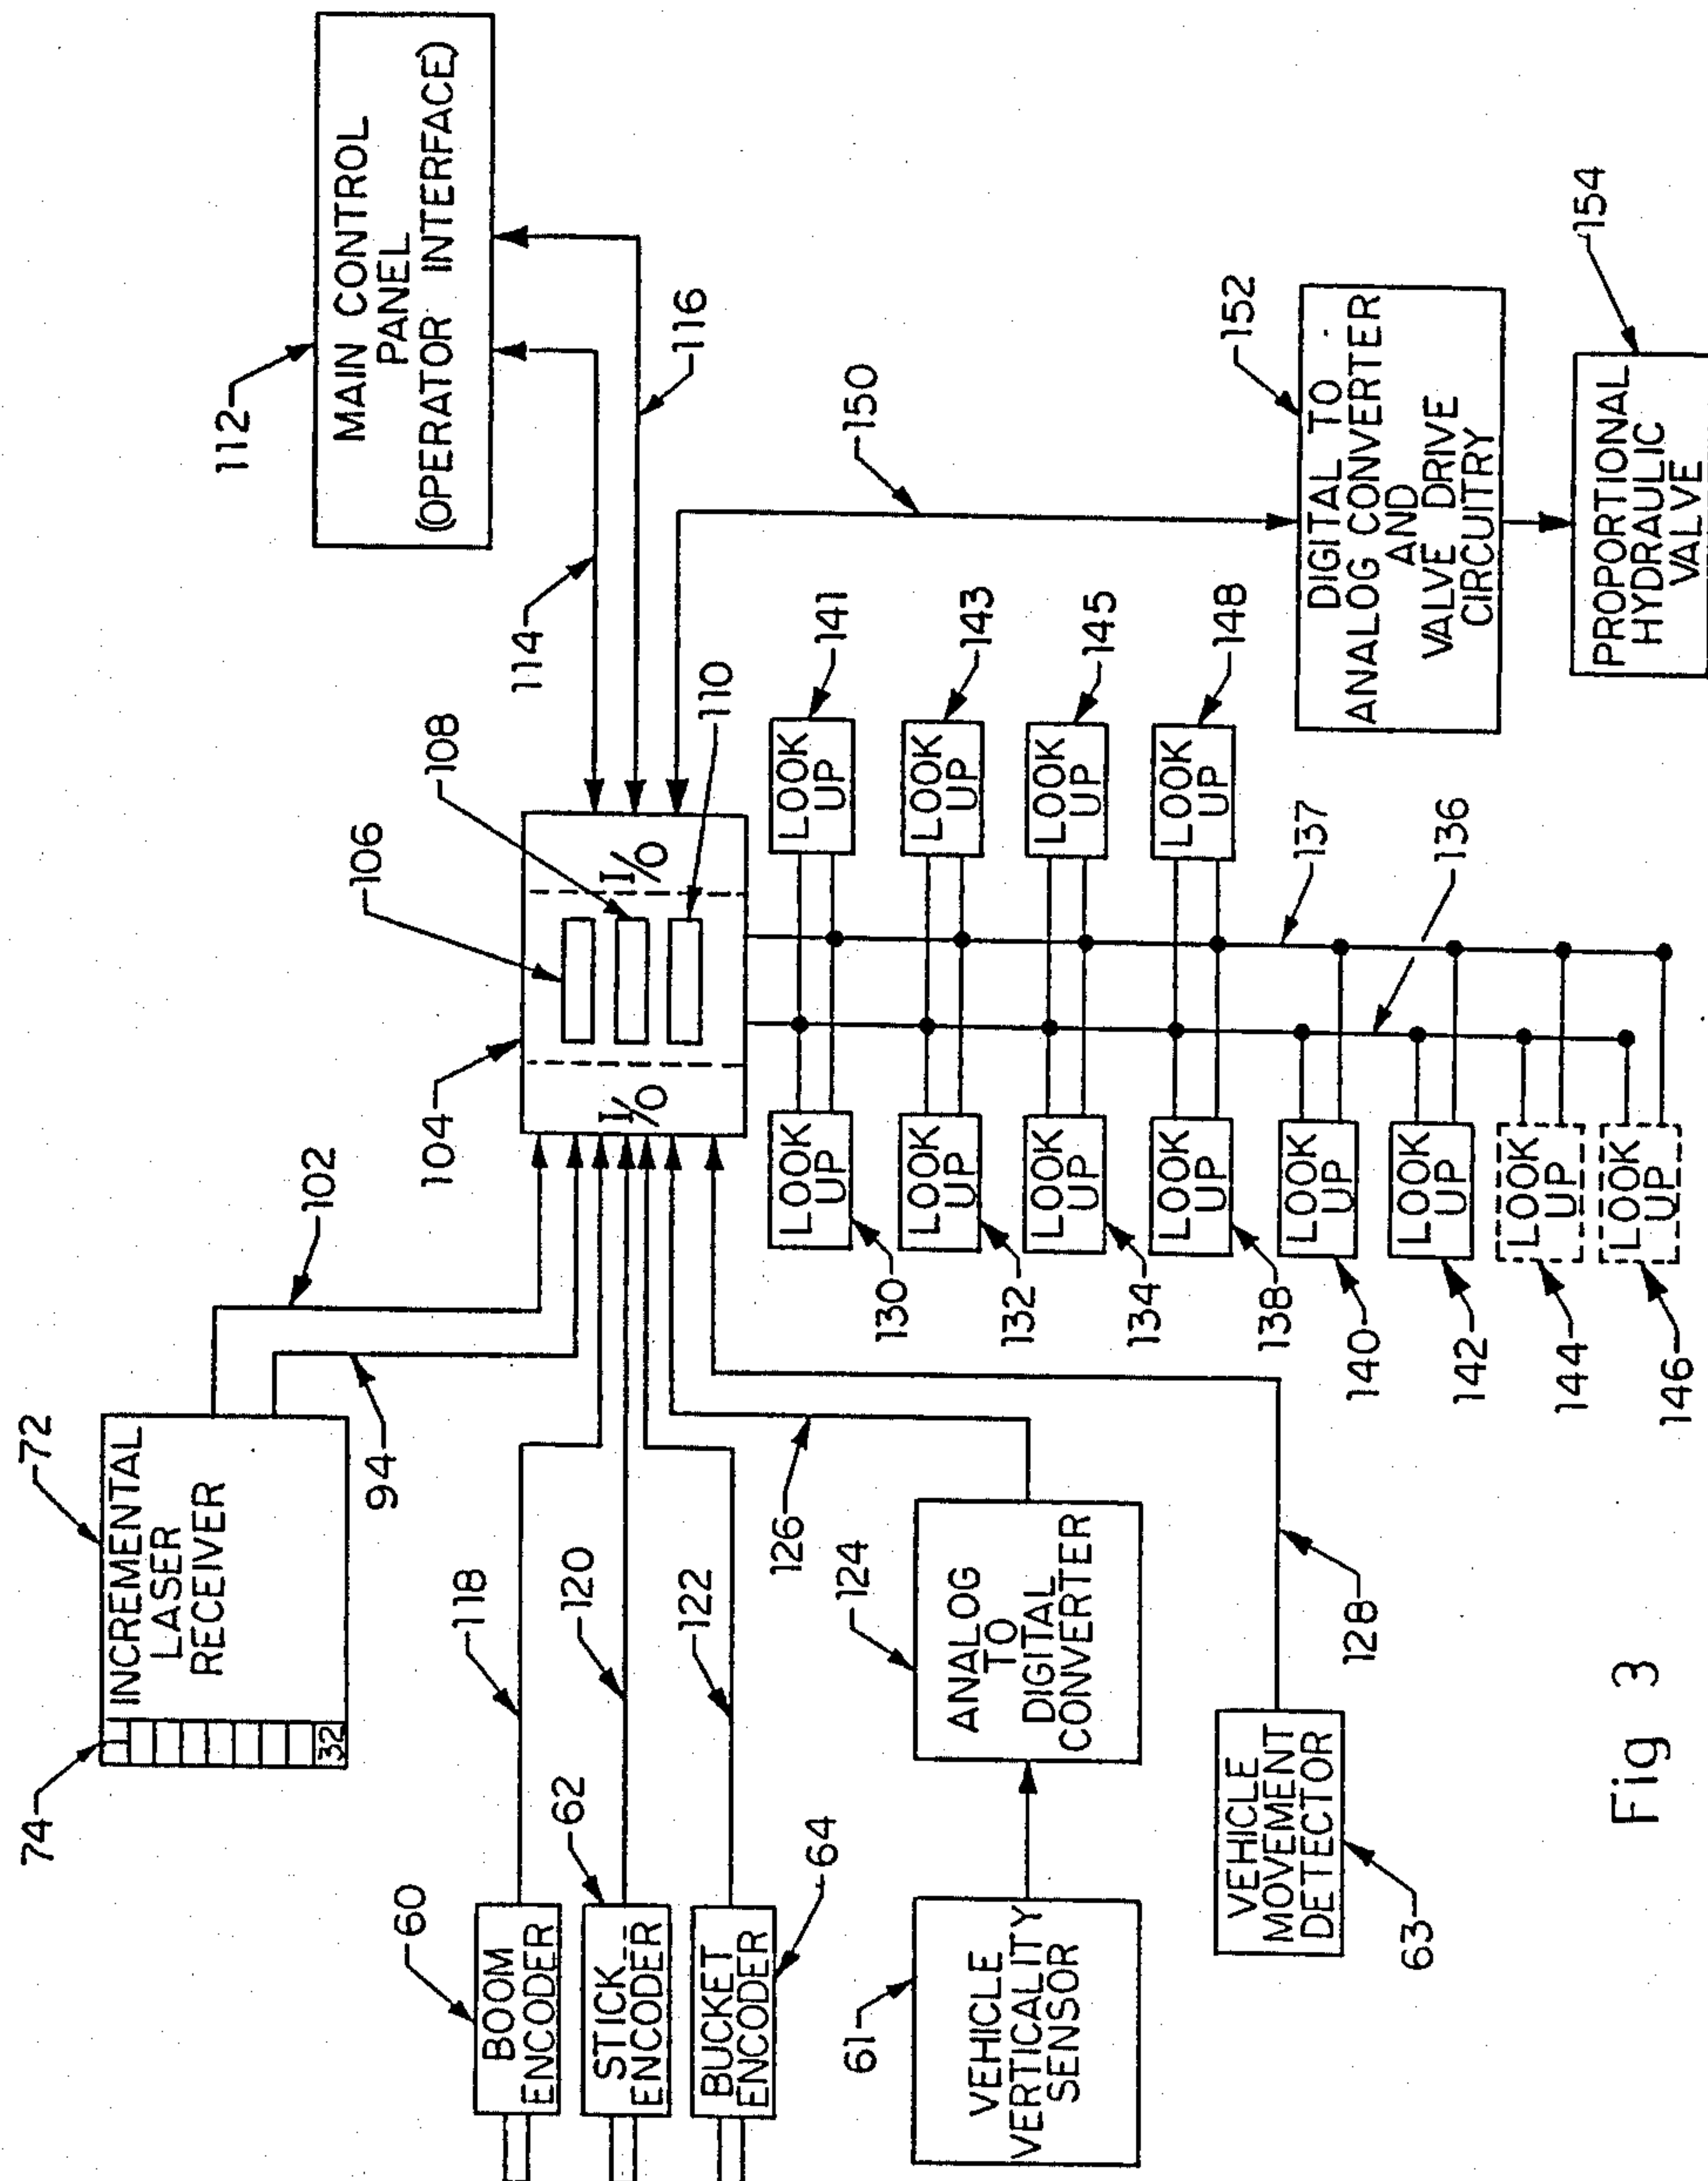 74
72
INCREMENTAL
LASER
RECEIVER
32
94
102
112
MAIN CONTROL
PANEL
(OPERATOR INTERFACE)
114
116
60
BOOM
ENCODER
118
62
STICK
ENCODER
120
64
BUCKET
ENCODER
122
104
106
108
110
I/O
I/O
61
VEHICLE
VERTICALITY
SENSOR
124
ANALOG
TO
DIGITAL
CONVERTER
126
63
VEHICLE
MOVEMENT
DETECTOR
128
LOOK
UP
130
LOOK
UP
141
LOOK
UP
132
LOOK
UP
143
LOOK
UP
134
LOOK
UP
145
LOOK
UP
138
LOOK
UP
148
LOOK
UP
140
LOOK
UP
142
LOOK
UP
144
LOOK
UP
146
137
136
150
152
DIGITAL TO
ANALOG CONVERTER
AND
VALVE DRIVE
CIRCUITRY
154
PROPORTIONAL
HYDRAULIC
VALVE
Fig 3